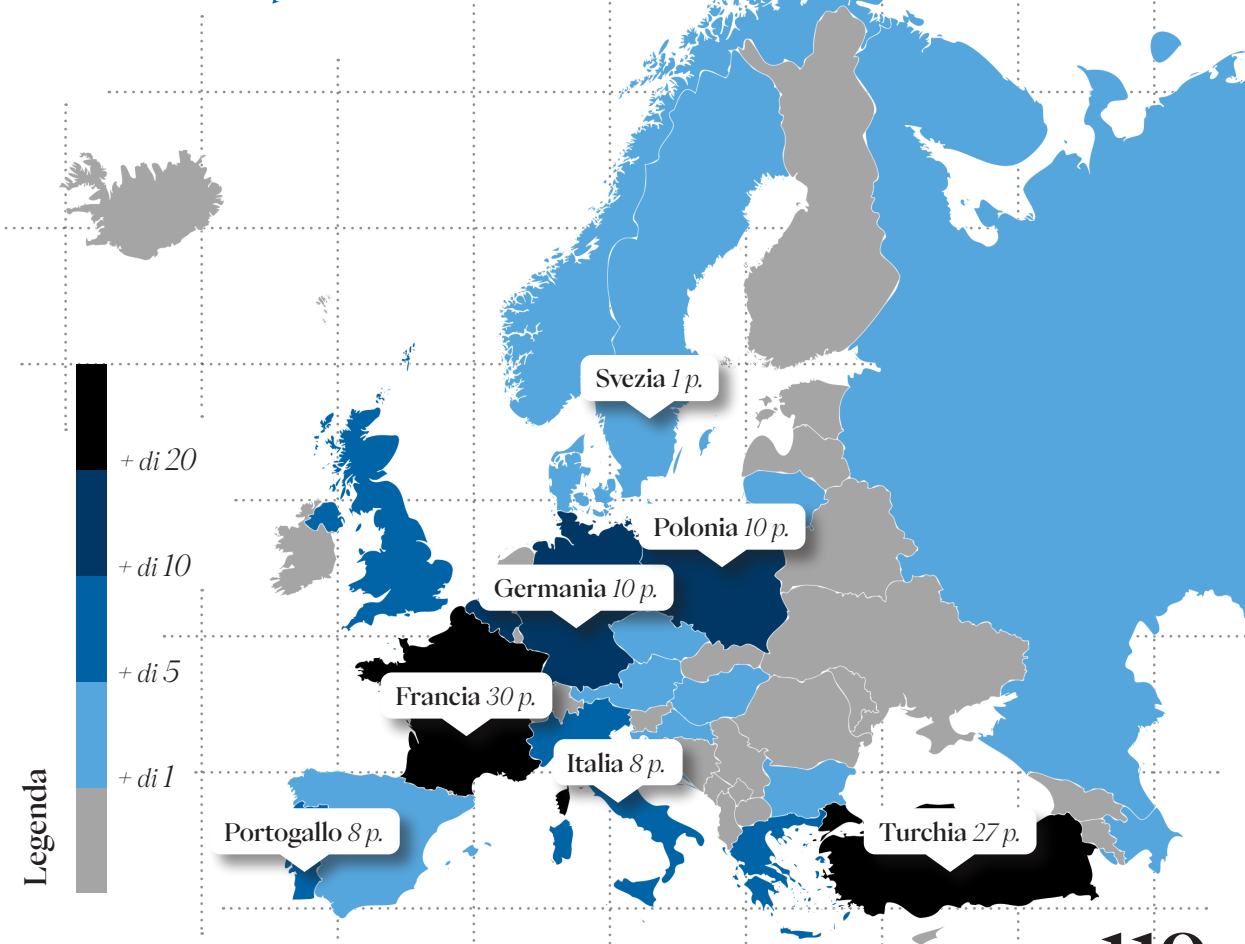 Svezia 1 p.
+ di 20
Polonia 10 p.
+ di 10
Germania 10 p.
+ di 5
Francia 30 p.
Italia 8 p.
+ di 1
Legenda
Portogallo 8 p.
Turchia 27 p.